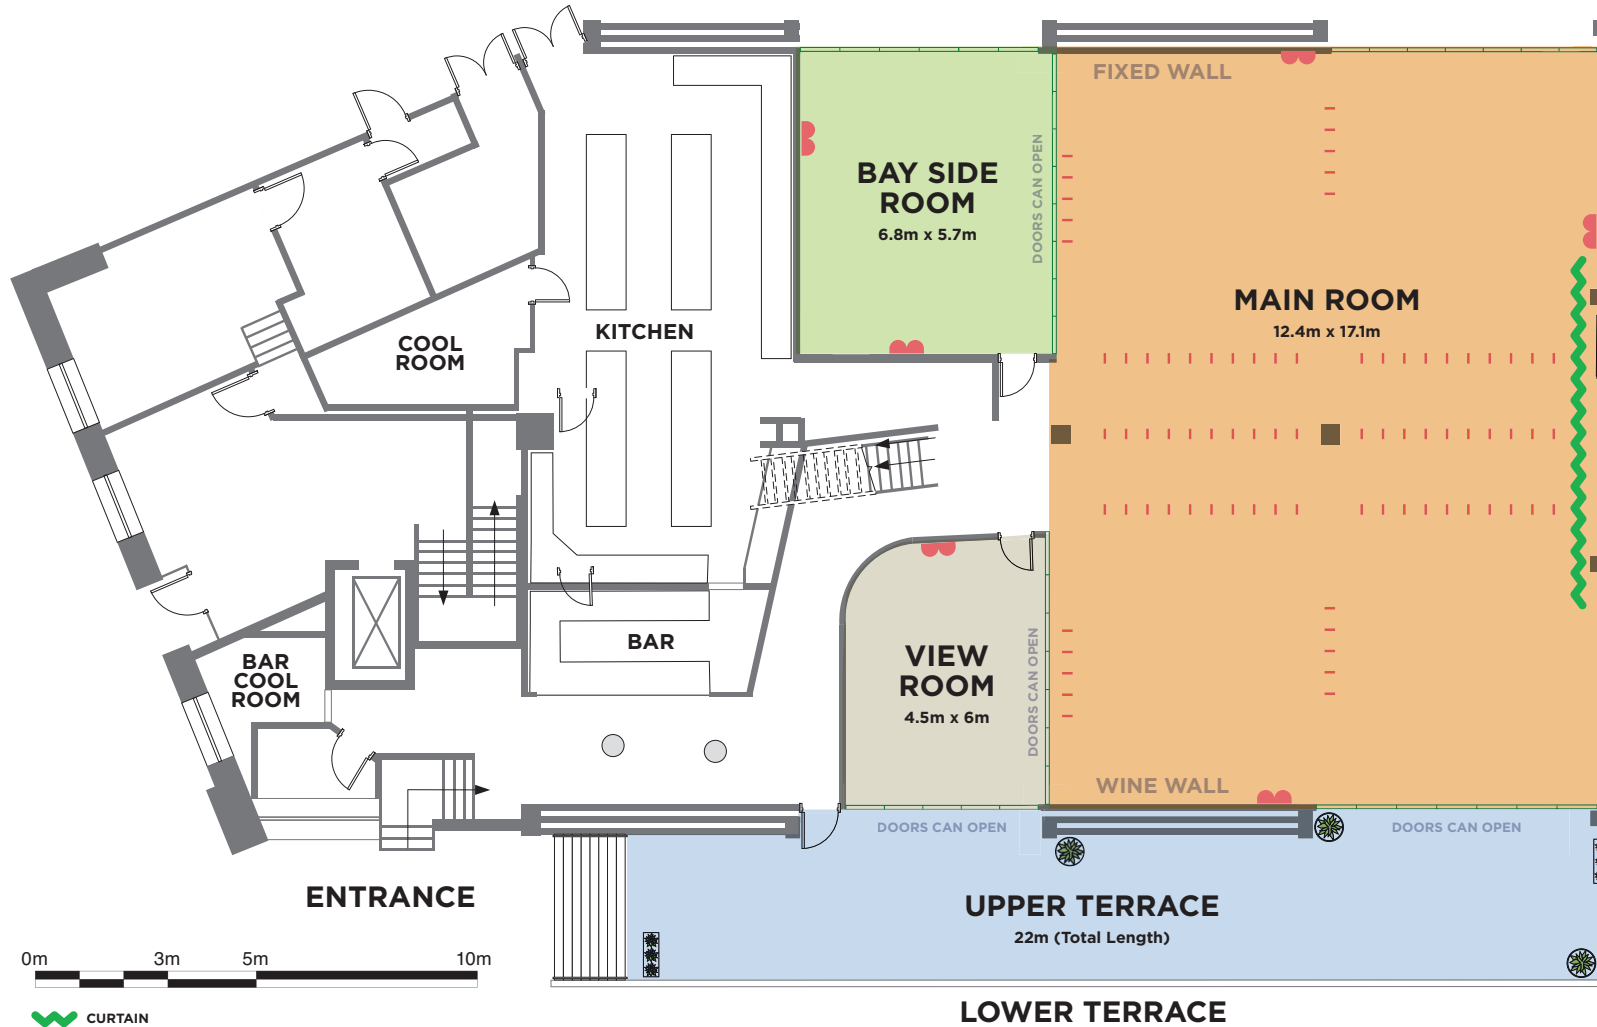 FIXED WALL
BAY SIDE
ROOM
6.8m x 5.7m
DOORS CAN OPEN
MAIN ROOM
12.4m x 17.1m
KITCHEN
COOL
ROOM
BAR
BAR
COOL
ROOM
VIEW
ROOM
4.5m x 6m
DOORS CAN OPEN
WINE WALL
DOORS CAN OPEN
DOORS CAN OPEN
ENTRANCE
UPPER TERRACE
22m (Total Length)
0m 3m 5m 10m
LOWER TERRACE
CURTAIN